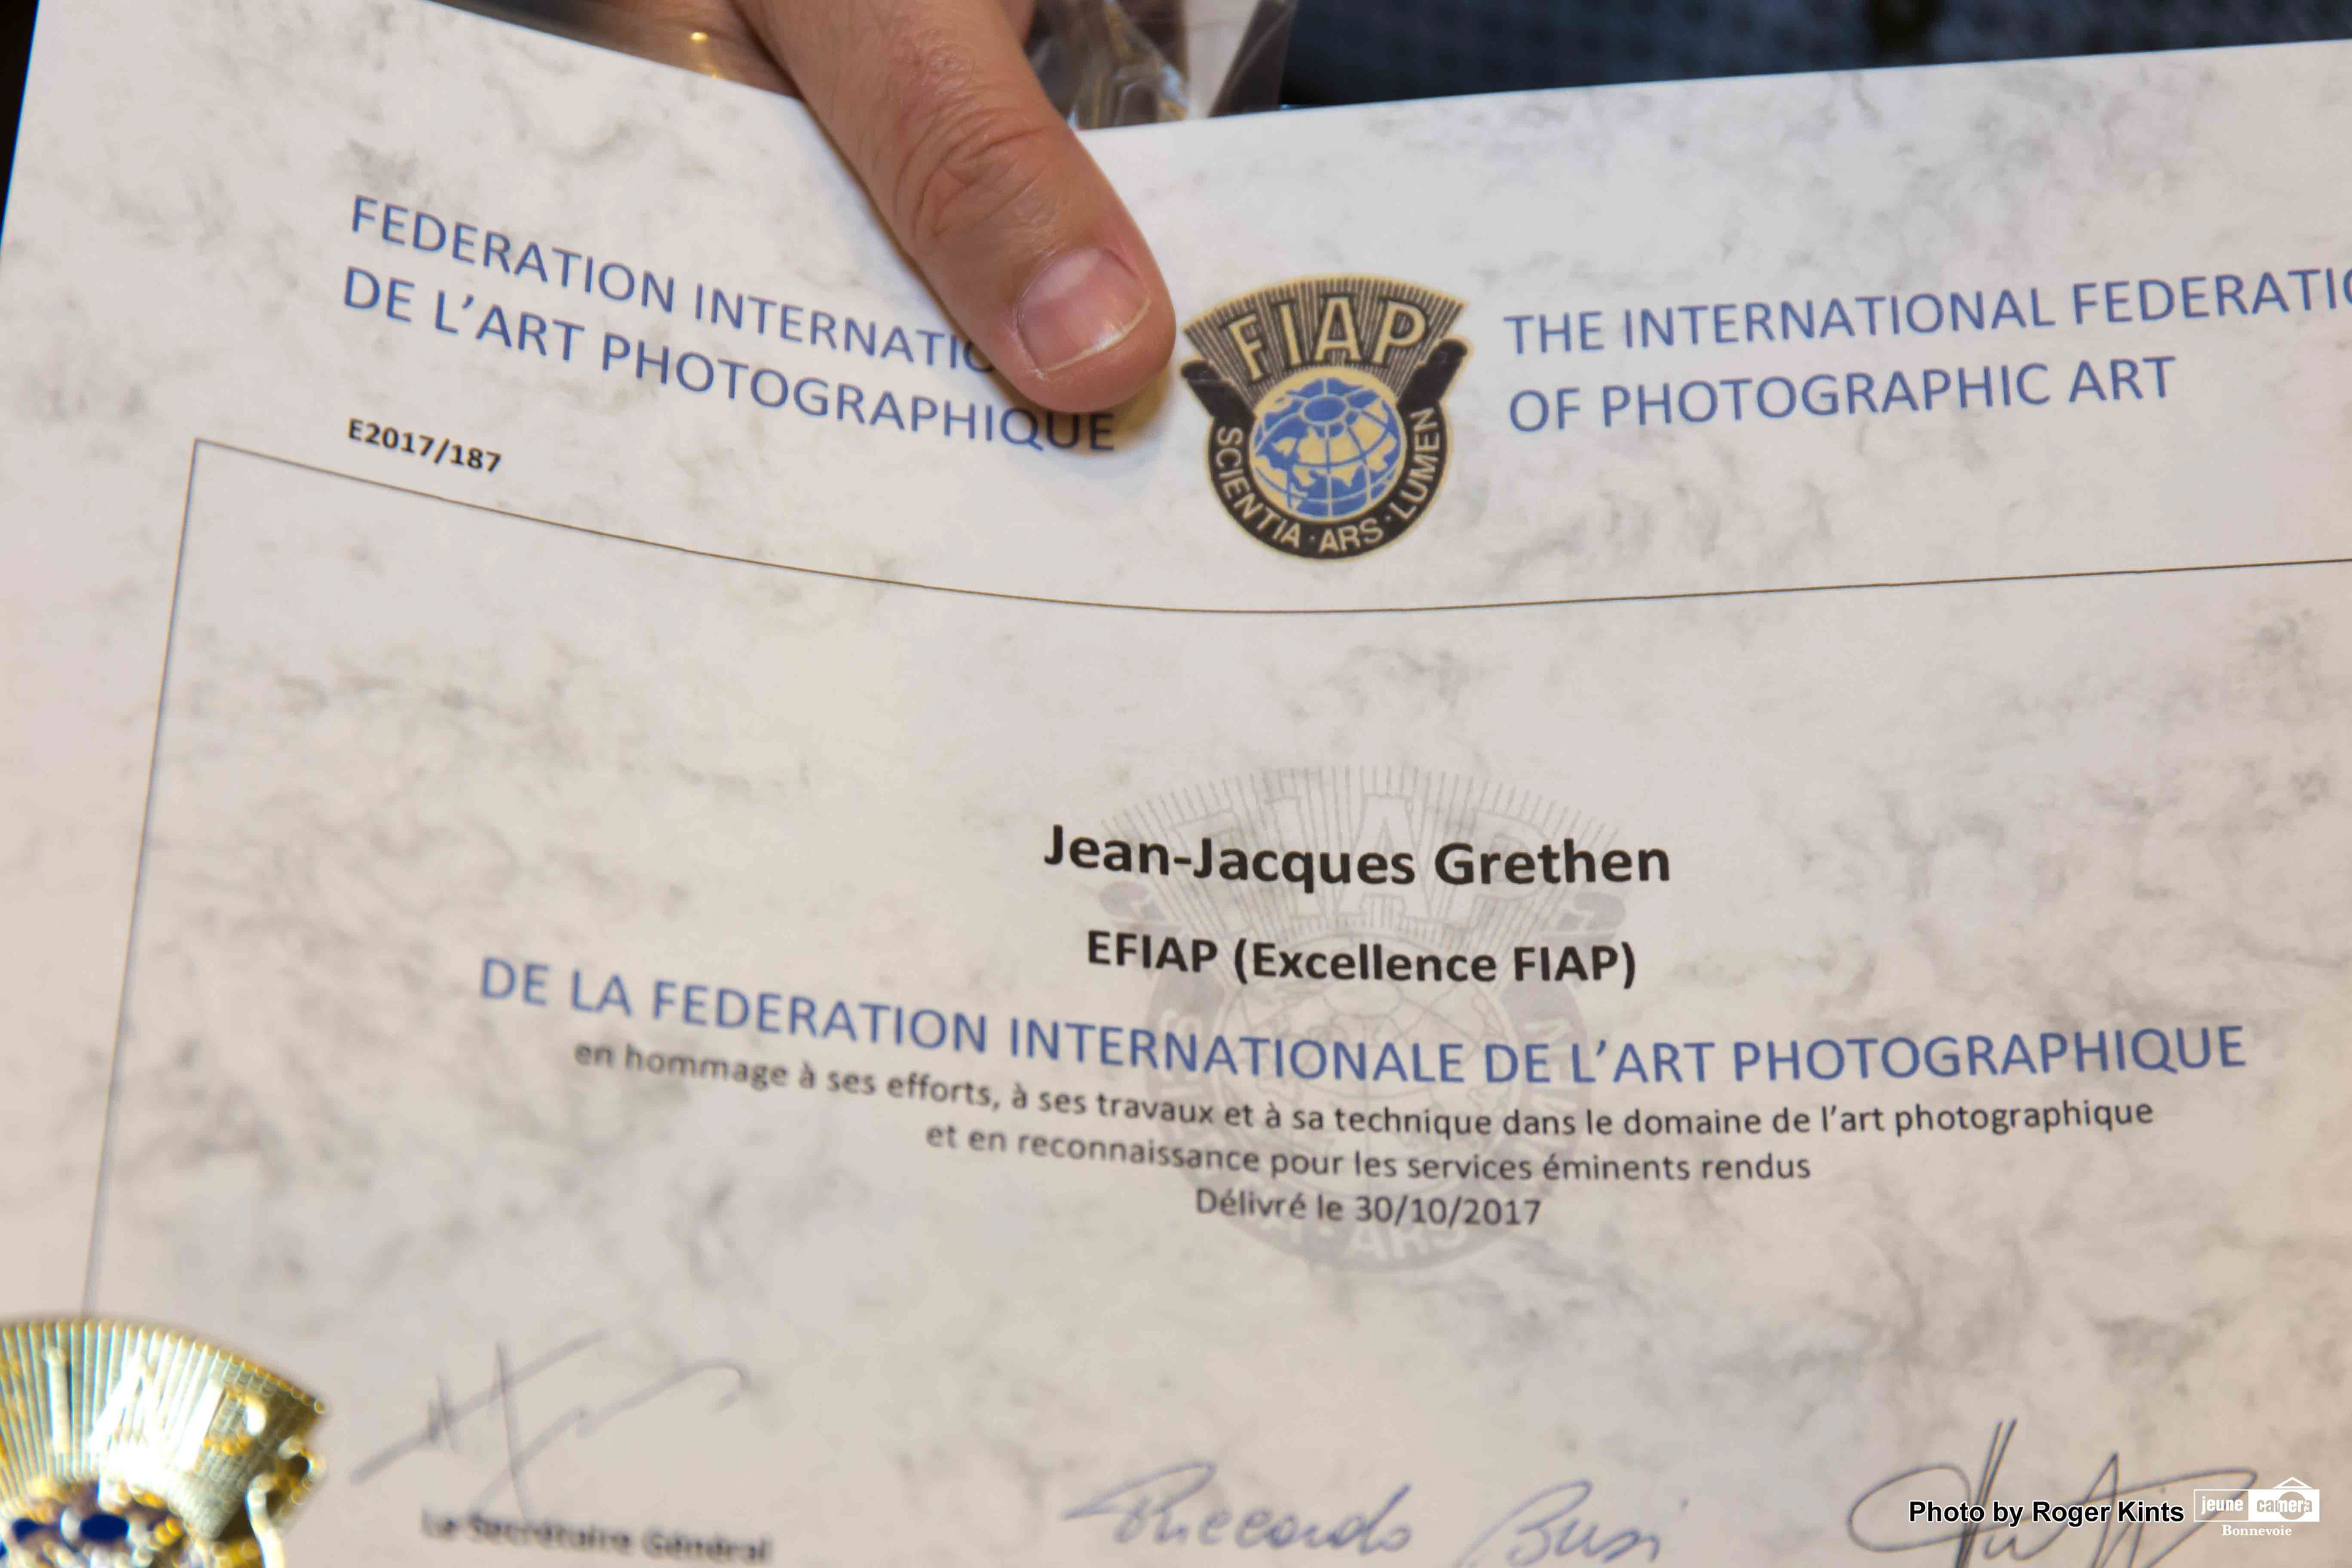 FEDERATION INTERNATIO
DE L'ART PHOTOGRAPHIQUE
FIAP
SCIENTIA · ARS · LUMEN
THE INTERNATIONAL FEDERATIO
OF PHOTOGRAPHIC ART
E2017/187
Jean-Jacques Grethen
EFIAP (Excellence FIAP)
DE LA FEDERATION INTERNATIONALE DE L'ART PHOTOGRAPHIQUE
en hommage à ses efforts, à ses travaux et à sa technique dans le domaine de l'art photographique
et en reconnaissance pour les services éminents rendus
Délivré le 30/10/2017
Le Secrétaire Général
Riccardo Busi
Photo by Roger Kints
jeune camera
Bonnevoie